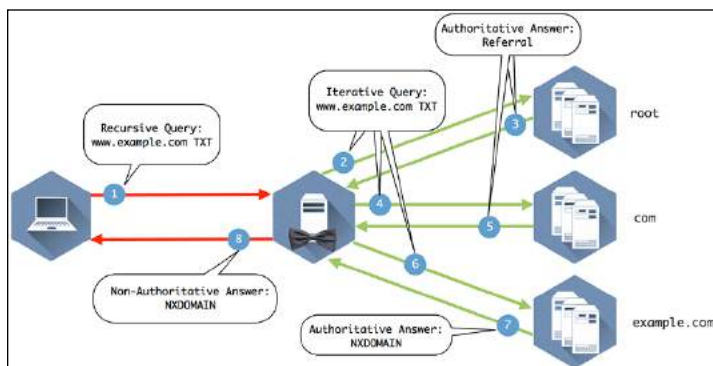 Authoritative Answer:
Referral
Iterative Query:
www.example.com TXT
Recursive Query:
www.example.com TXT
root
1
2
3
4
5
com
6
7
8
Non-Authoritative Answer:
NXDOMAIN
Authoritative Answer:
NXDOMAIN
example.com